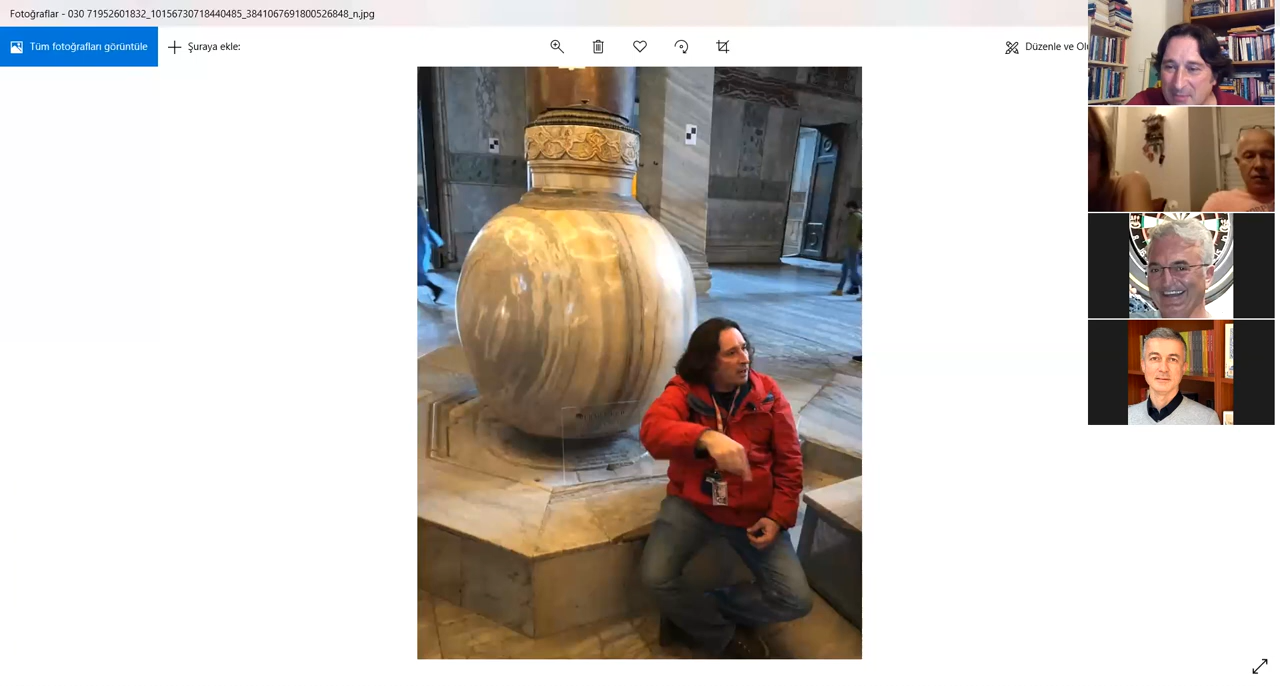 Fotoğraflar - 030 71952601832_10156730718440485_3841067691800526848_n.jpg
Tüm fotoğrafları görüntüle
Şuraya ekle:
Düzenle ve Ol